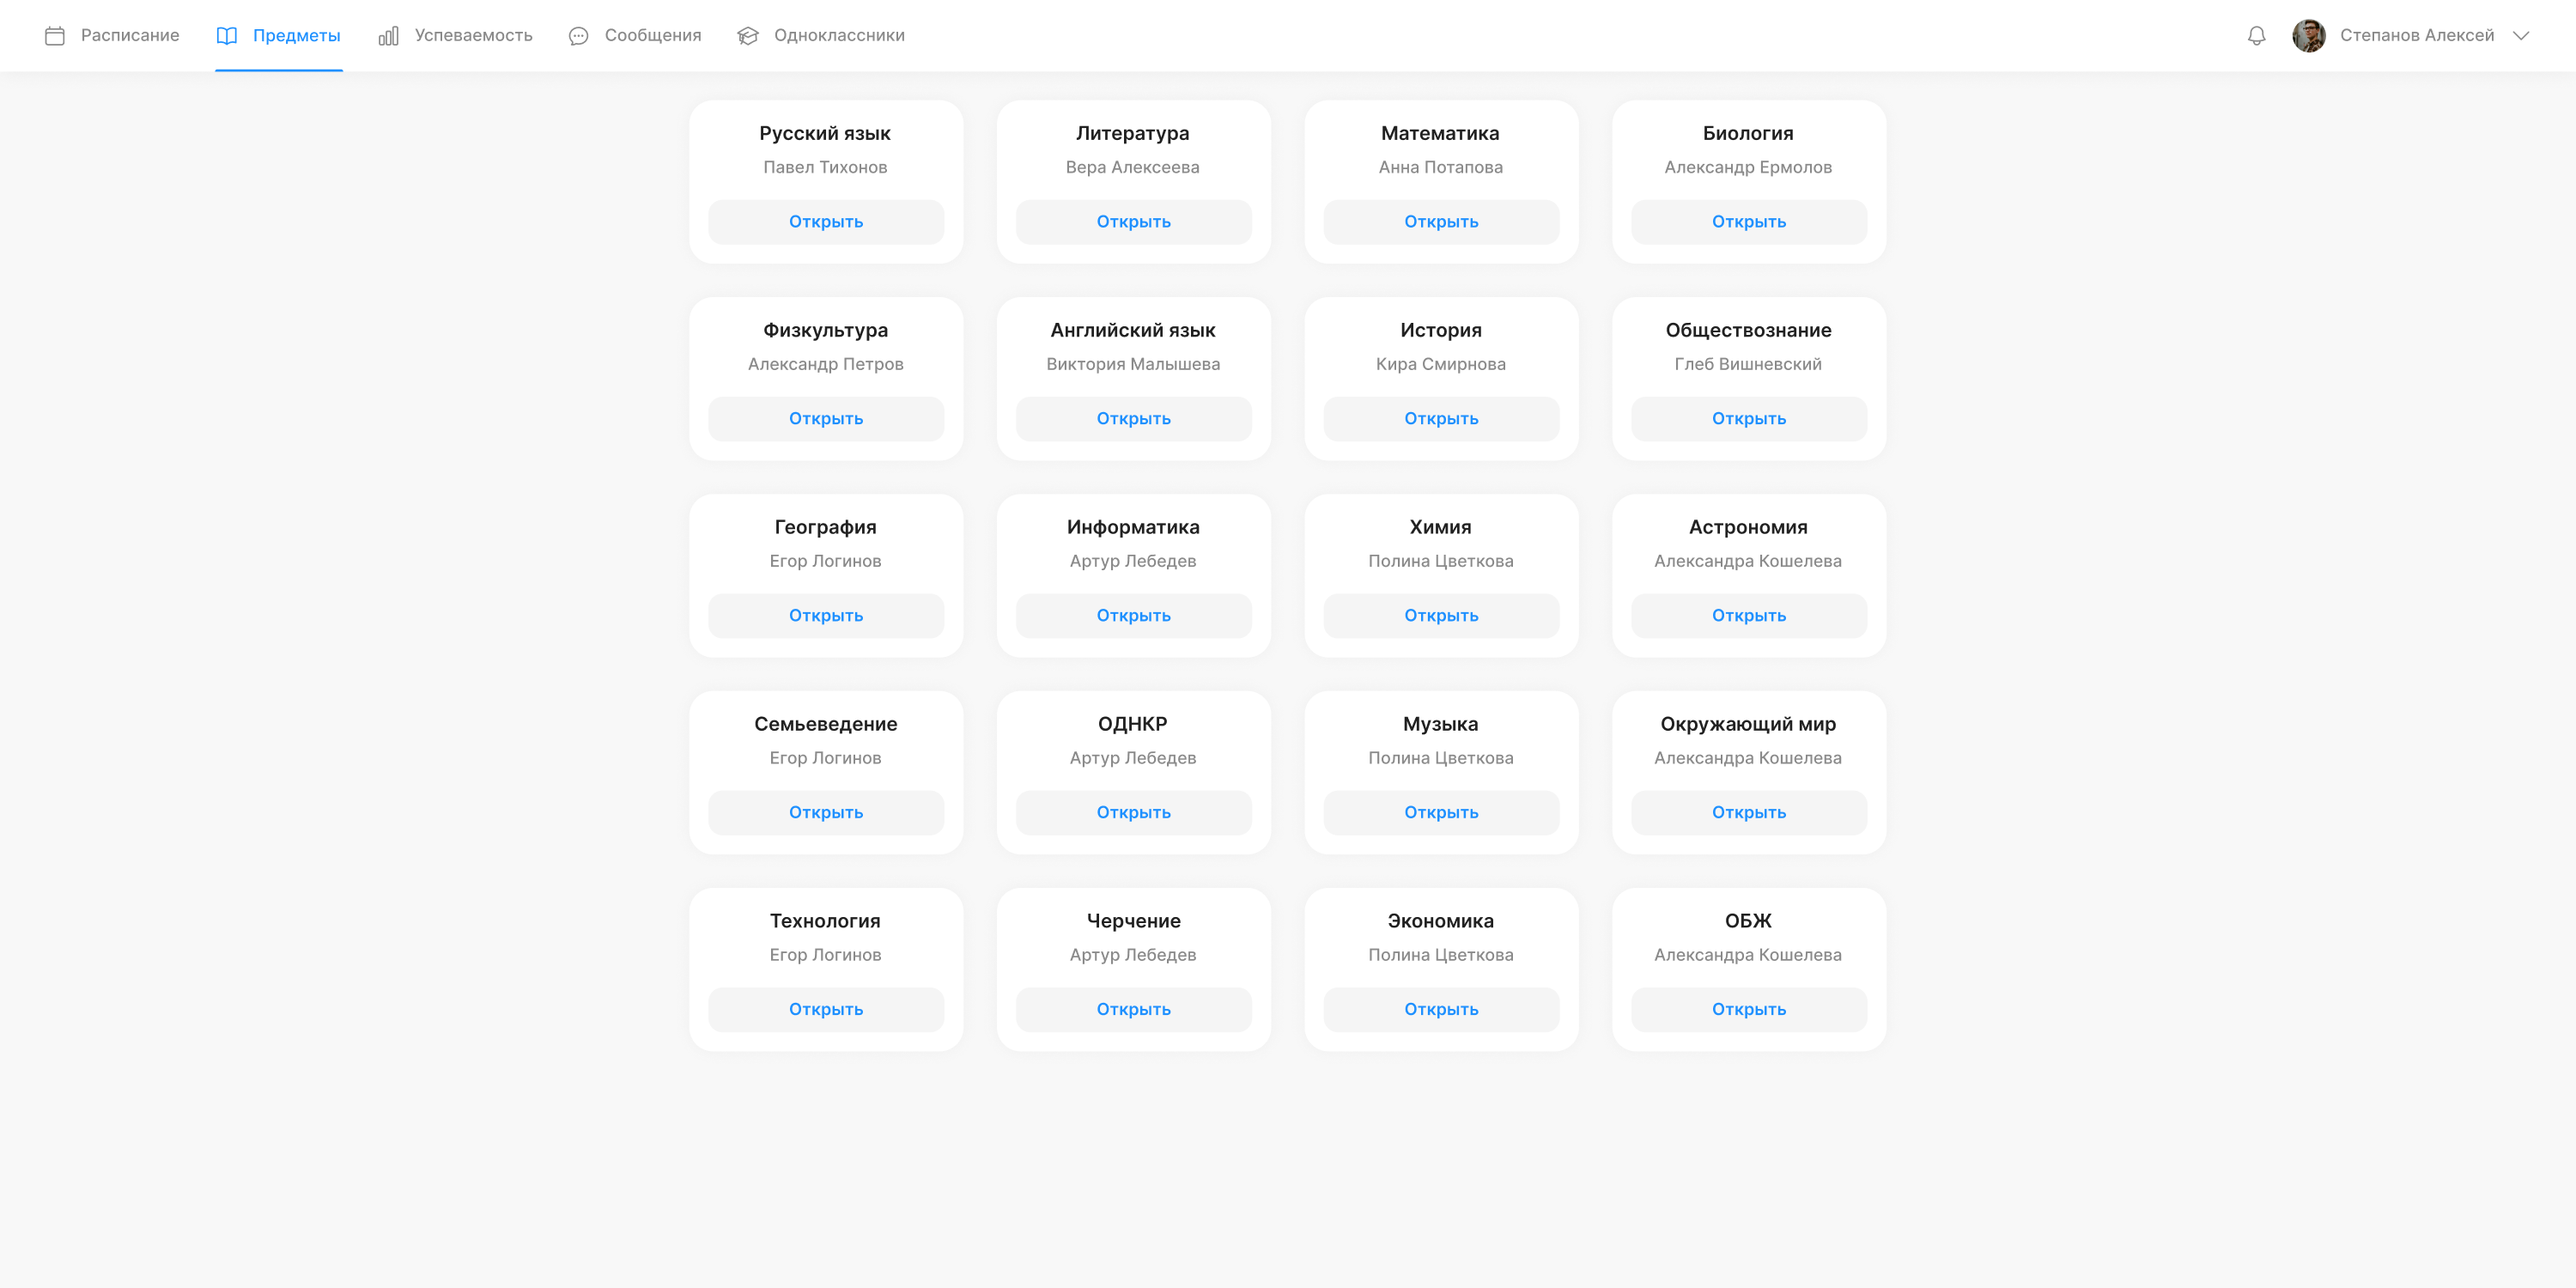 Расписание
Предметы
Успеваемость
Сообщения
Одноклассники
Степанов Алексей
Русский язык
Павел Тихонов
Открыть
Литература
Вера Алексеева
Открыть
Математика
Анна Потапова
Открыть
Биология
Александр Ермолов
Открыть
Физкультура
Александр Петров
Открыть
Английский язык
Виктория Малышева
Открыть
История
Кира Смирнова
Открыть
Обществознание
Глеб Вишневский
Открыть
География
Егор Логинов
Открыть
Информатика
Артур Лебедев
Открыть
Химия
Полина Цветкова
Открыть
Астрономия
Александра Кошелева
Открыть
Семьеведение
Егор Логинов
Открыть
ОДНКР
Артур Лебедев
Открыть
Музыка
Полина Цветкова
Открыть
Окружающий мир
Александра Кошелева
Открыть
Технология
Егор Логинов
Открыть
Черчение
Артур Лебедев
Открыть
Экономика
Полина Цветкова
Открыть
ОБЖ
Александра Кошелева
Открыть